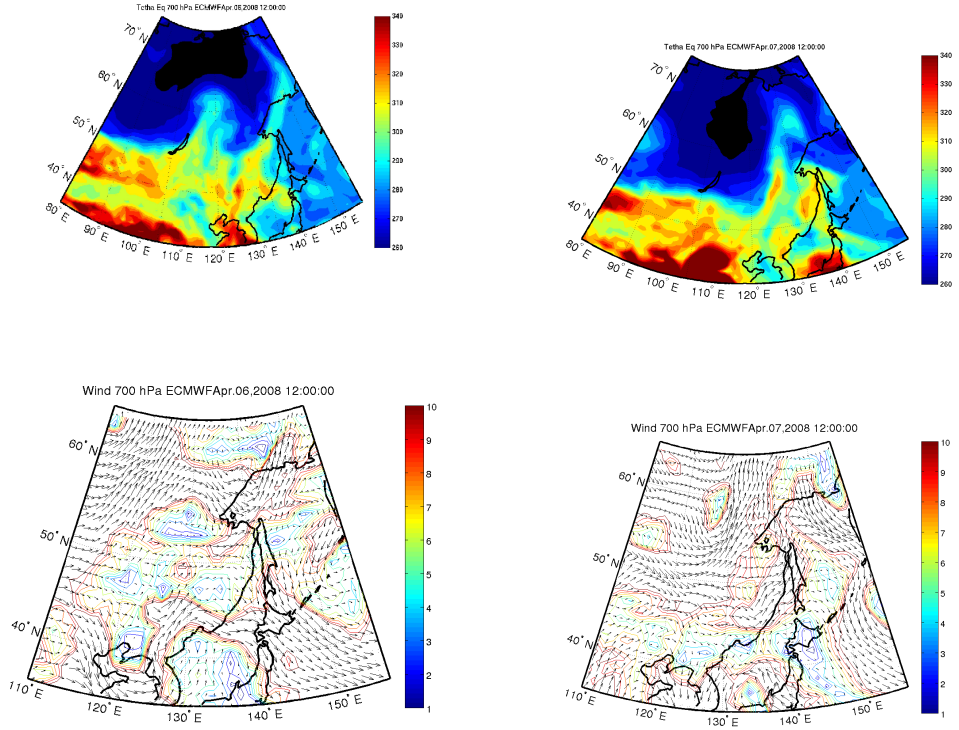 Tetha Eq 700 hPa ECMWFApr.06,2008 12:00:00
70° N
60° N
50° N
40° N
80° E
90° E
100° E
110° E
120° E
130° E
140° E
150° E
340
330
320
310
300
290
280
270
260
Tetha Eq 700 hPa ECMWFApr.07,2008 12:00:00
70° N
60° N
50° N
40° N
80° E
90° E
100° E
110° E
120° E
130° E
140° E
150° E
340
330
320
310
300
290
280
270
260
Wind 700 hPa ECMWFApr.06,2008 12:00:00
60° N
50° N
40° N
110° E
120° E
130° E
140° E
150° E
10
9
8
7
6
5
4
3
2
1
Wind 700 hPa ECMWFApr.07,2008 12:00:00
60° N
50° N
40° N
110° E
120° E
130° E
140° E
150° E
10
9
8
7
6
5
4
3
2
1